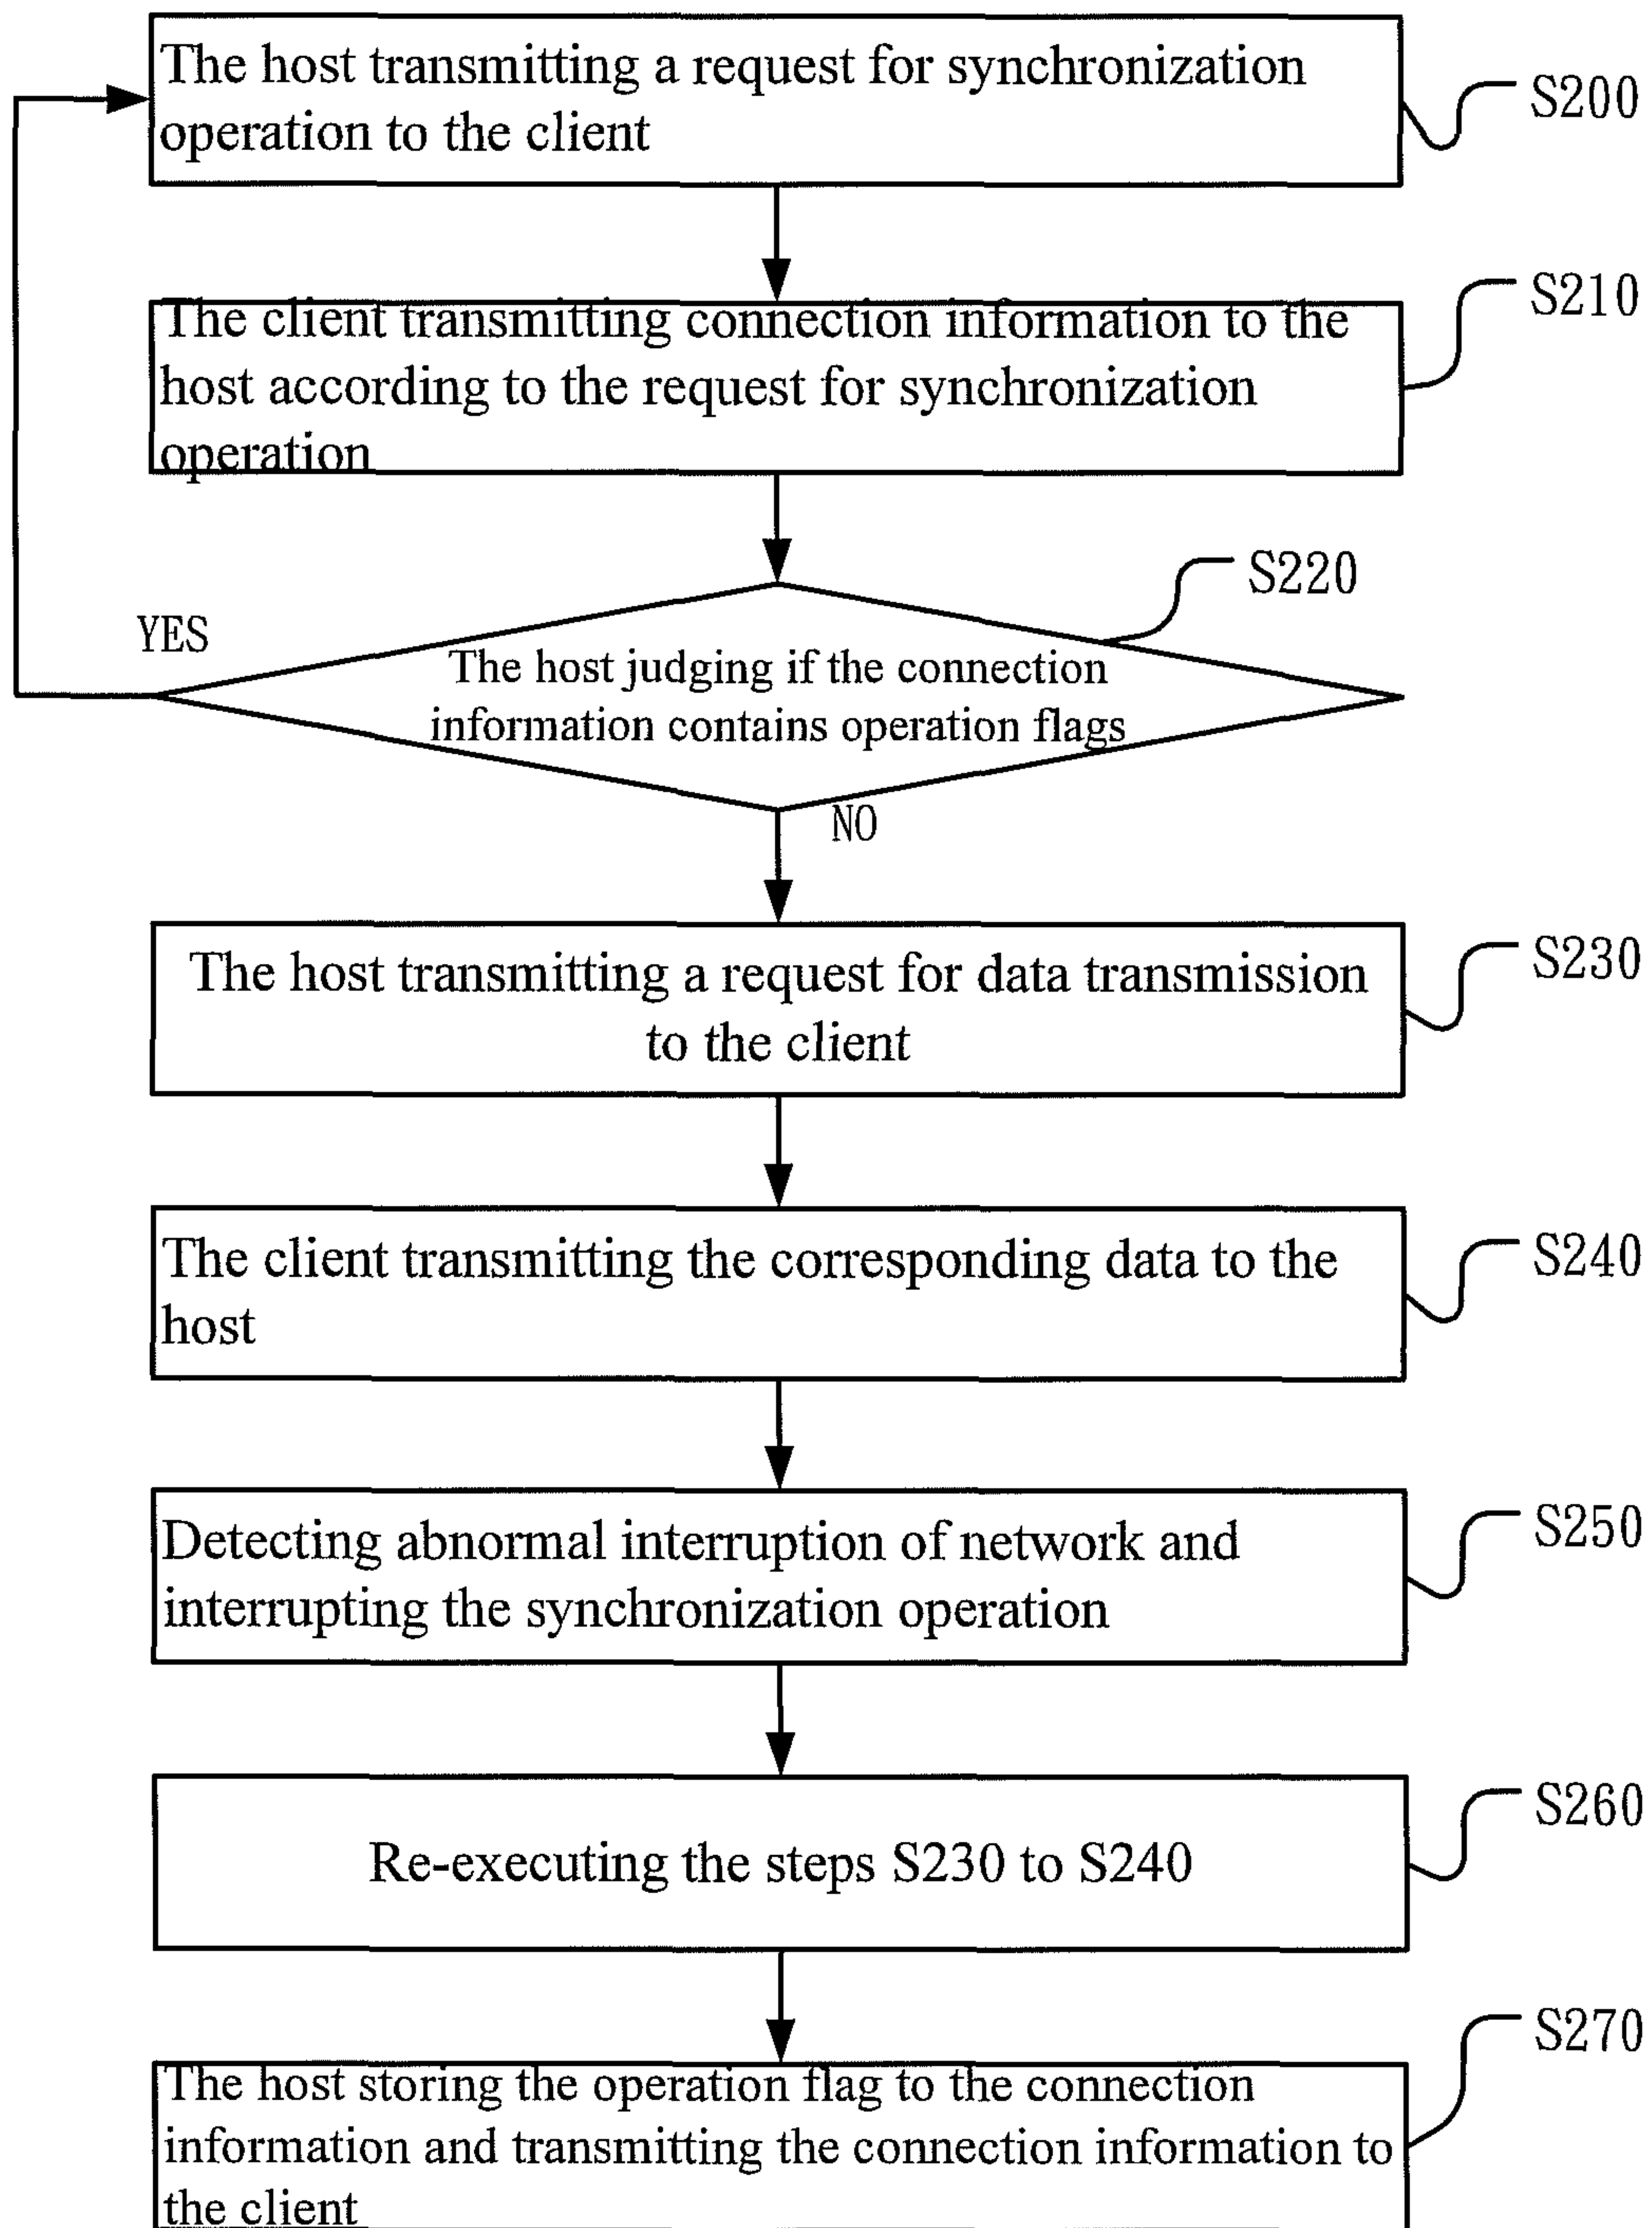 The host transmitting a request for synchronization
operation to the client
S200
The client transmitting connection information to the
host according to the request for synchronization
operation
S210
S220
YES
The host judging if the connection
information contains operation flags
NO
The host transmitting a request for data transmission
to the client
S230
The client transmitting the corresponding data to the
host
S240
Detecting abnormal interruption of network and
interrupting the synchronization operation
S250
Re-executing the steps S230 to S240
S260
The host storing the operation flag to the connection
information and transmitting the connection information to
the client
S270